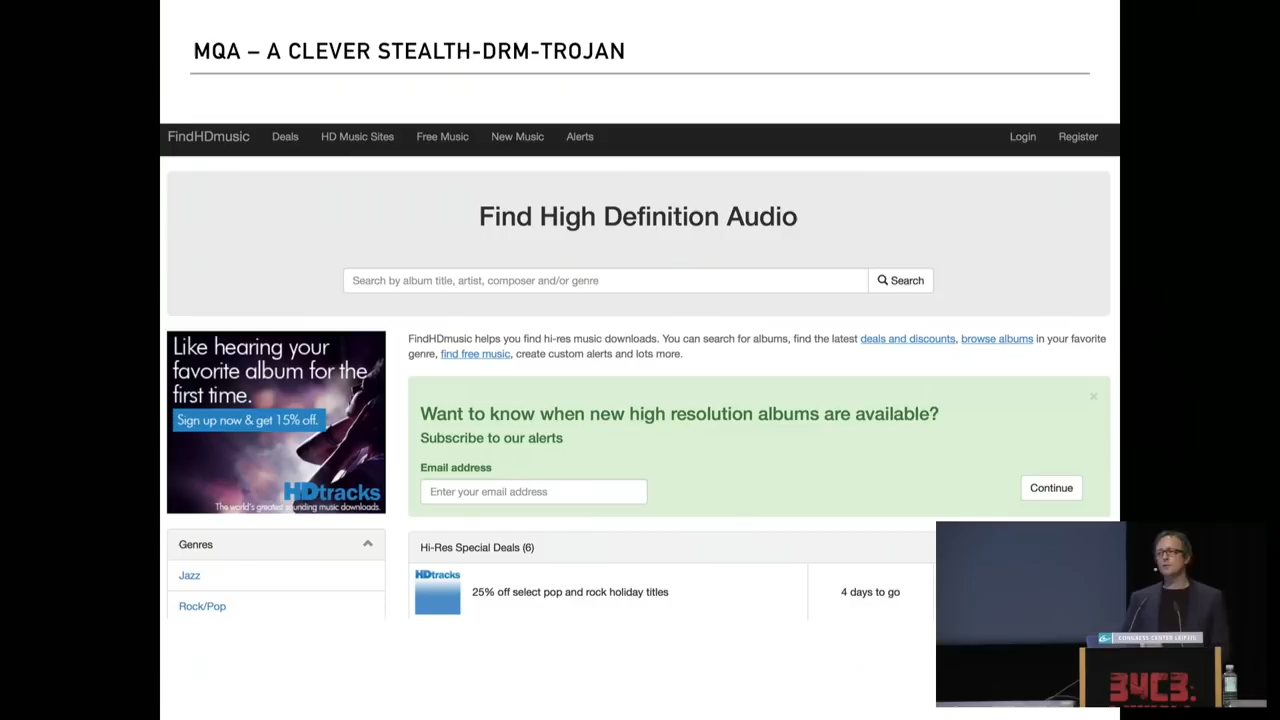 MQA – A CLEVER STEALTH-DRM-TROJAN
FindHDmusic Deals HD Music Sites Free Music New Music Alerts Login Register
Find High Definition Audio
Search by album title, artist, composer and/or genre Search
Like hearing your
favorite album for the
first time.
Sign up now & get 15% off.
HDtracks
The world's greatest sounding music downloads.
FindHDmusic helps you find hi-res music downloads. You can search for albums, find the latest deals and discounts, browse albums in your favorite
genre, find free music, create custom alerts and lots more.
Want to know when new high resolution albums are available?
Subscribe to our alerts
Email address
Enter your email address
Continue
Genres
Jazz
Rock/Pop
Hi-Res Special Deals (6)
HDtracks
25% off select pop and rock holiday titles 4 days to go
CONGRESS CENTER LEIPZIG
34C3.